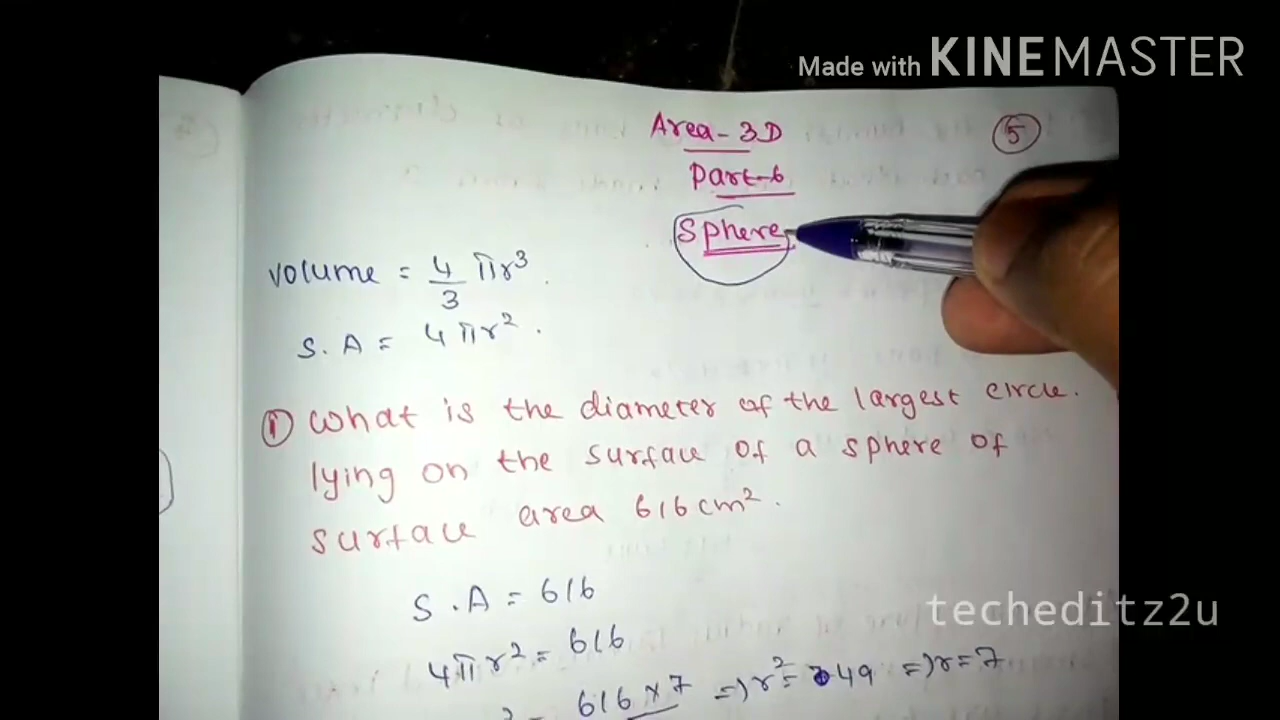 Made with KINEMASTER
Area - 3D
5
Part-6
Sphere
volume = 4/3 πr³.
S.A = 4πr².
1 What is the diameter of the largest circle.
lying on the surface of a sphere of
surface area 616 cm².
S.A = 616
techeditz2u
4πr² = 616
616 x 7 => r² = 49 => r = 7